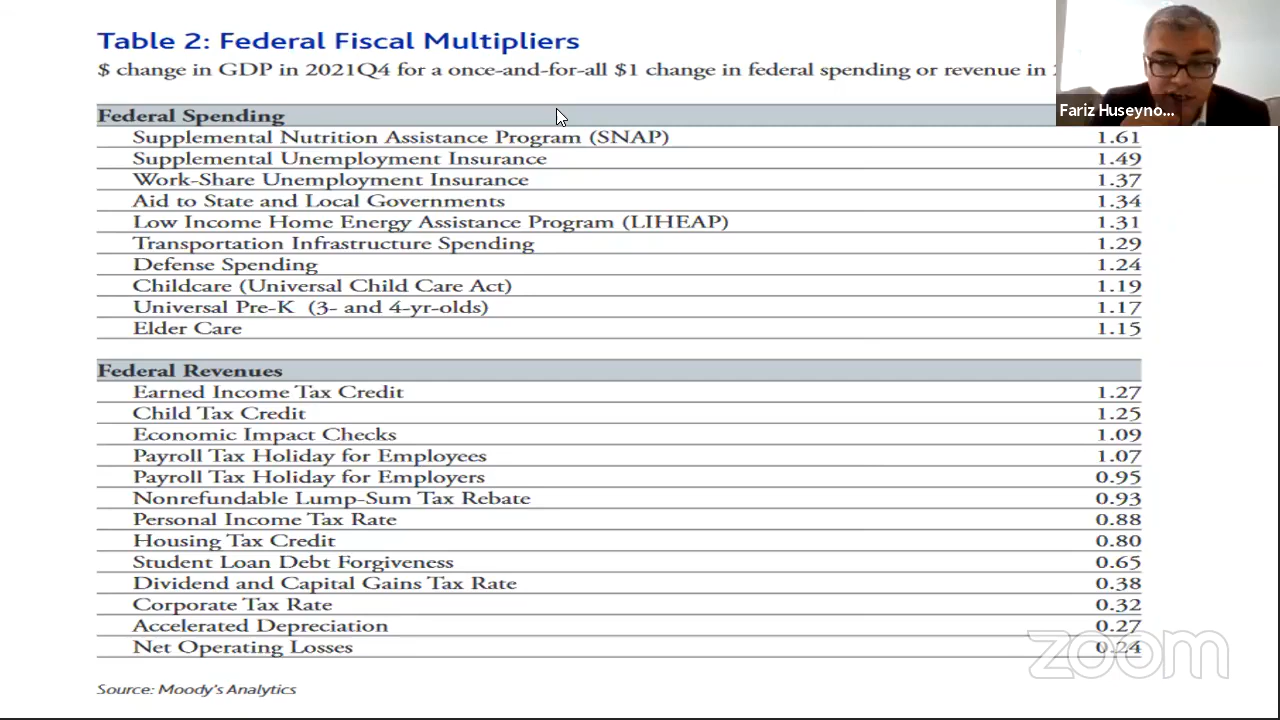 Table 2: Federal Fiscal Multipliers
$ change in GDP in 2021Q4 for a once-and-for-all $1 change in federal spending or revenue in
Fariz Huseyno...
Federal Spending
Supplemental Nutrition Assistance Program (SNAP) 1.61
Supplemental Unemployment Insurance 1.49
Work-Share Unemployment Insurance 1.37
Aid to State and Local Governments 1.34
Low Income Home Energy Assistance Program (LIHEAP) 1.31
Transportation Infrastructure Spending 1.29
Defense Spending 1.24
Childcare (Universal Child Care Act) 1.19
Universal Pre-K (3- and 4-yr-olds) 1.17
Elder Care 1.15
Federal Revenues
Earned Income Tax Credit 1.27
Child Tax Credit 1.25
Economic Impact Checks 1.09
Payroll Tax Holiday for Employees 1.07
Payroll Tax Holiday for Employers 0.95
Nonrefundable Lump-Sum Tax Rebate 0.93
Personal Income Tax Rate 0.88
Housing Tax Credit 0.80
Student Loan Debt Forgiveness 0.65
Dividend and Capital Gains Tax Rate 0.38
Corporate Tax Rate 0.32
Accelerated Depreciation 0.27
Net Operating Losses 0.24
zoom
Source: Moody's Analytics